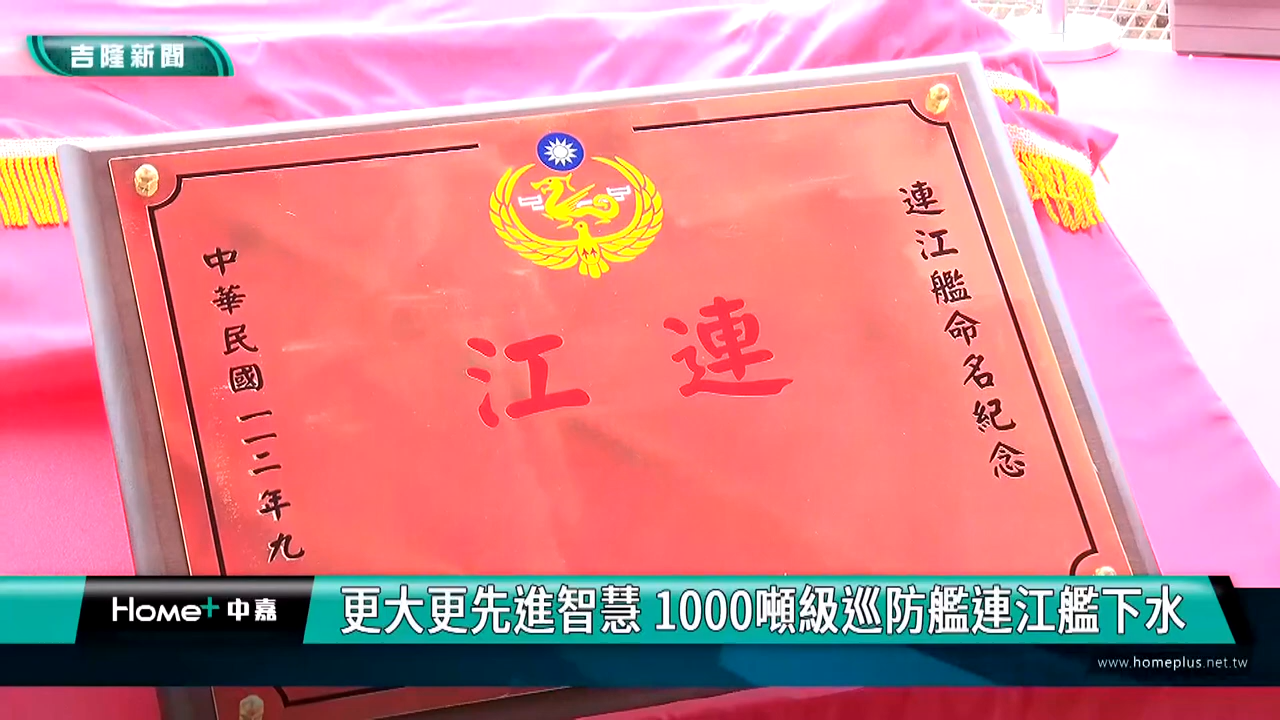 吉隆新聞
連江艦命名紀念
連江
中華民國一一二年九
Home+ 中嘉
更大更先進智慧 1000噸級巡防艦連江艦下水
www.homeplus.net.tw